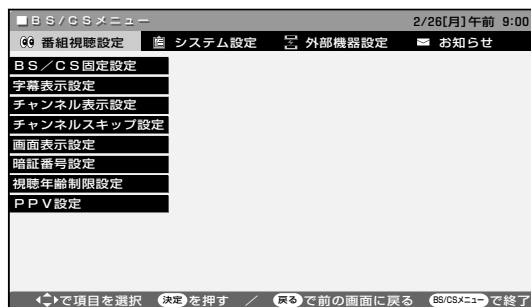 ■BS/CSメニュー 2/26[月]午前 9:00
番組視聴設定 システム設定 外部機器設定 お知らせ
BS/CS固定設定
字幕表示設定
チャンネル表示設定
チャンネルスキップ設定
画面表示設定
暗証番号設定
視聴年齢制限設定
PPV設定
で項目を選択 決定を押す / 戻るで前の画面に戻る BS/CSメニューで終了